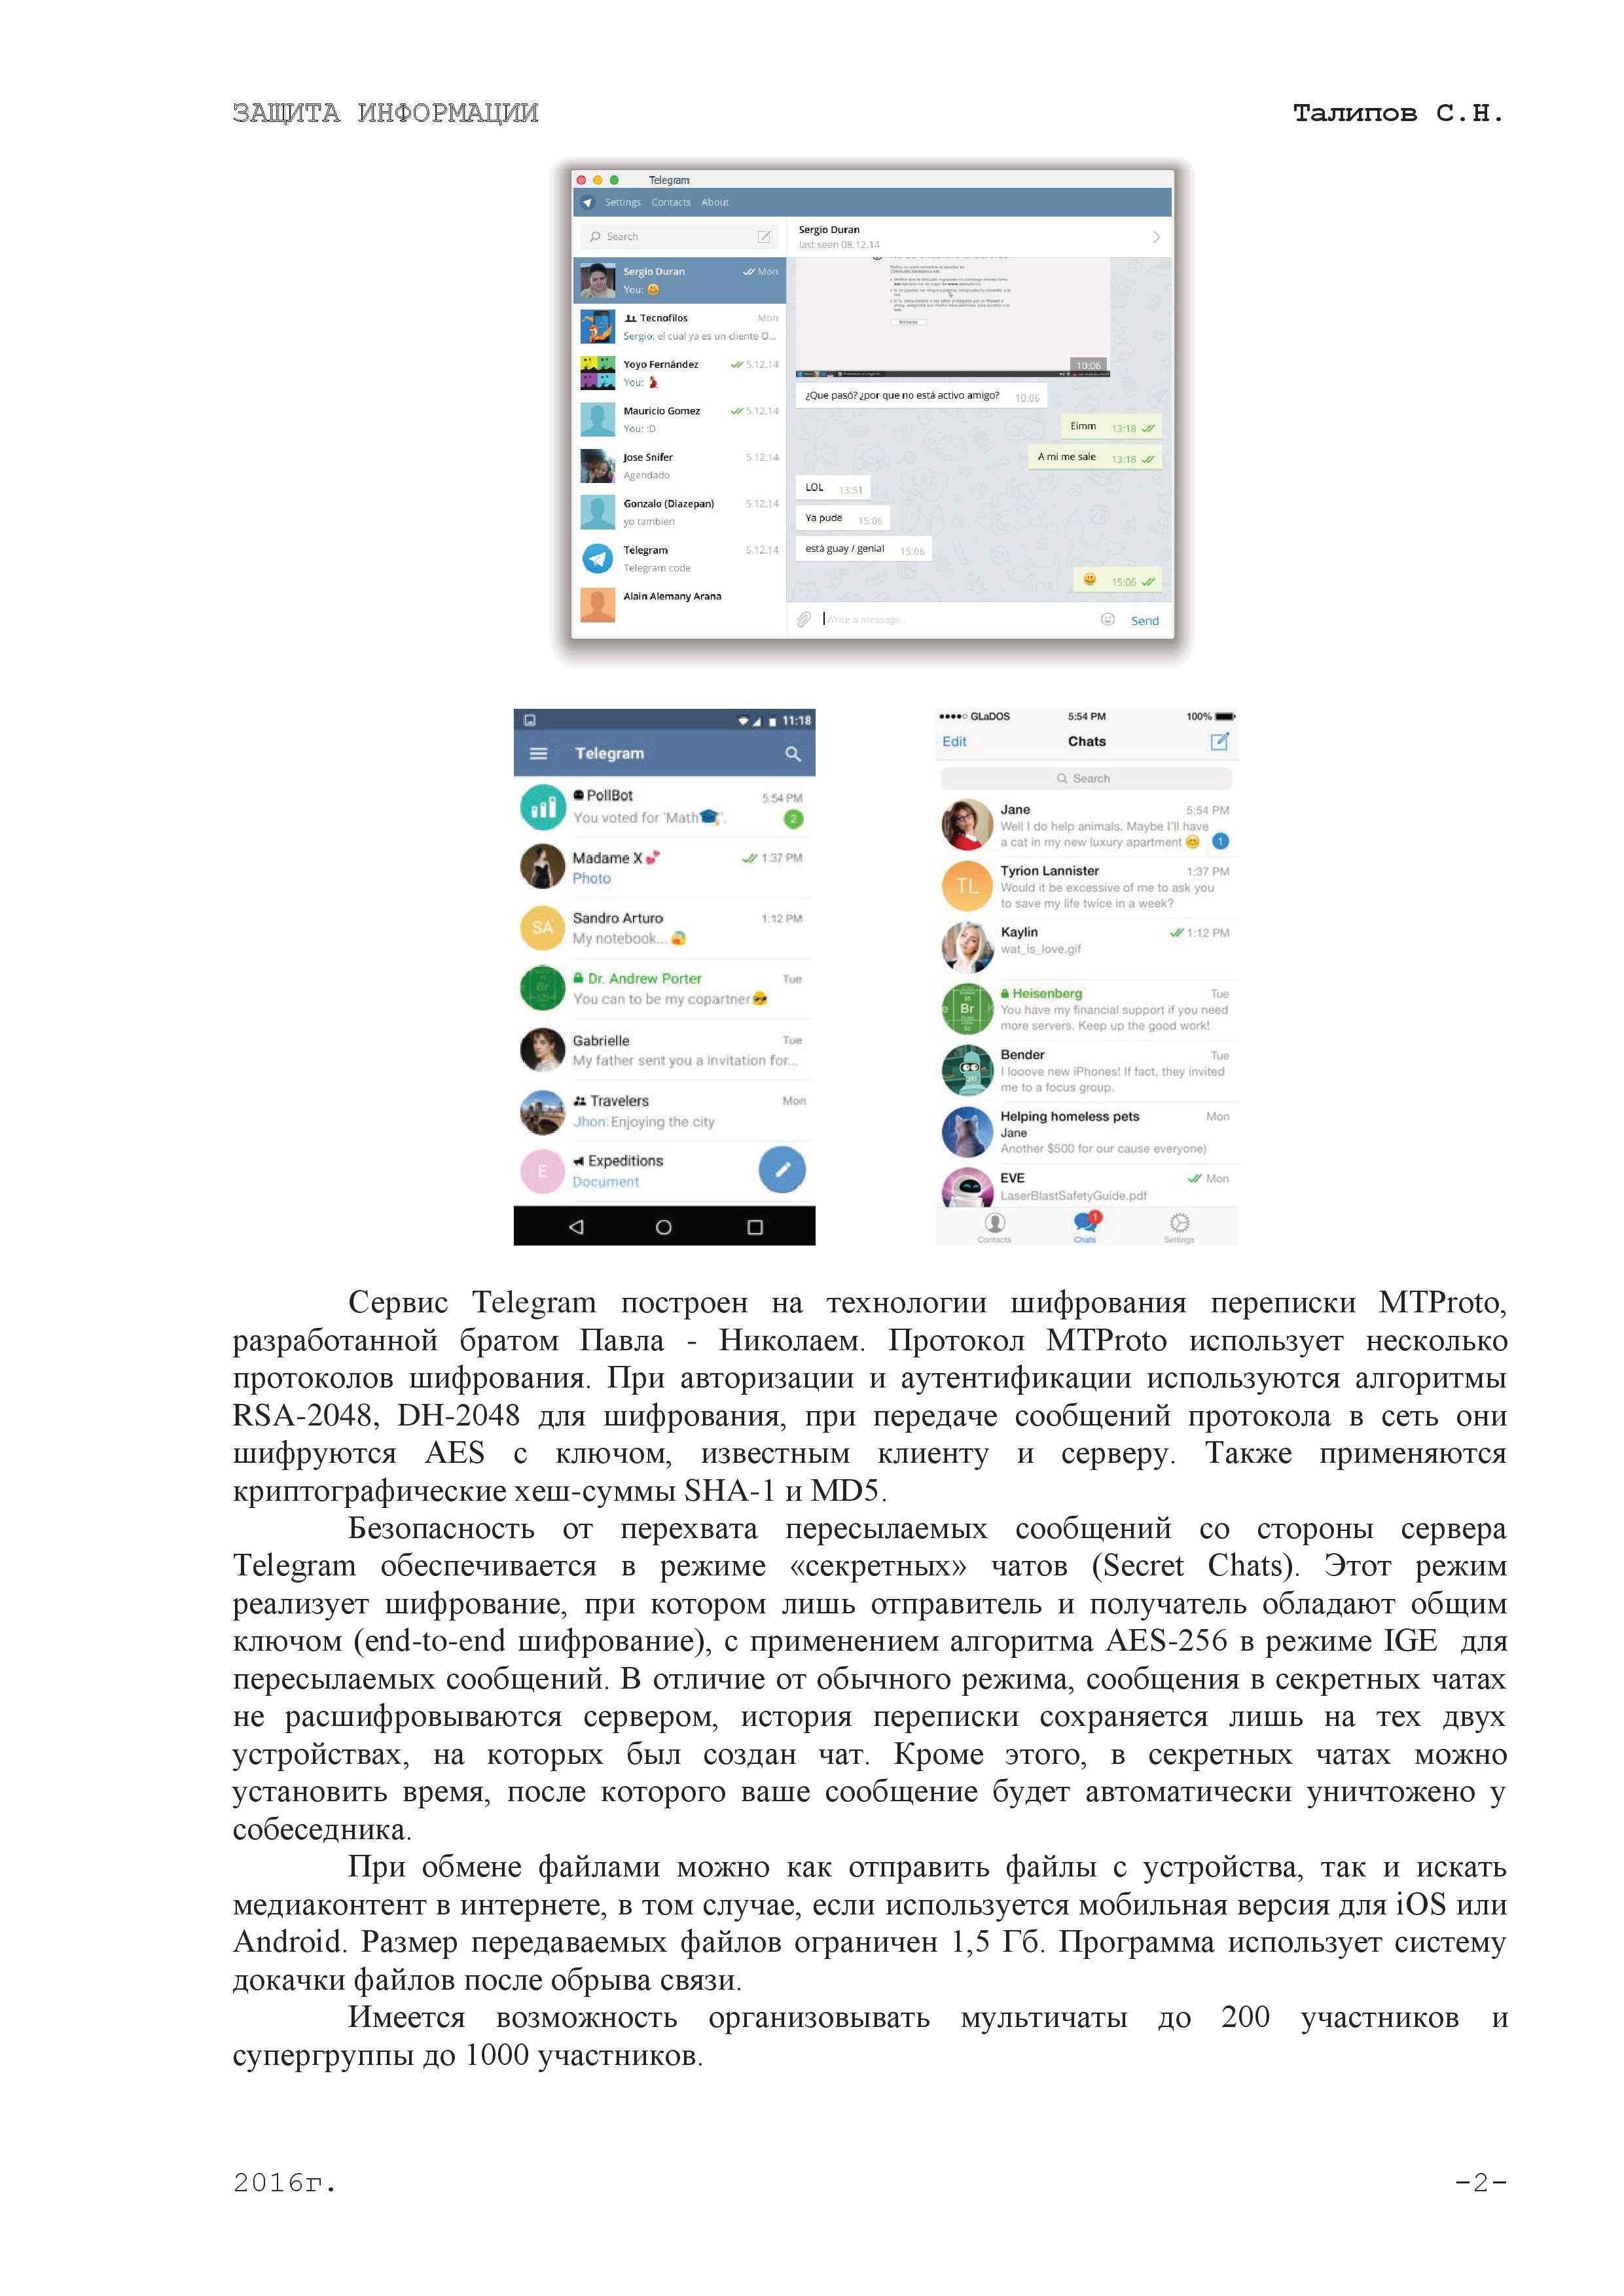 ЗАЩИТА ИНФОРМАЦИИ
Талипов С.Н.
Telegram
Settings Contacts About
Search
Sergio Duran
last seen 08.12.14
Sergio Duran Mon
You:
Tecnofilos Mon
Sergio: el cual ya es un cliente O...
Yoyo Fernández 5.12.14
You:
Mauricio Gomez 5.12.14
You: :D
Jose Snifer 5.12.14
Agendado
Gonzalo (Diazepan) 5.12.14
yo tambien
Telegram 5.12.14
Telegram code
Alain Alemany Arana
10:06
¿Que pasó? ¿por que no está activo amigo? 10:06
Eimm 13:18
A mi me sale 13:18
LOL 13:51
Ya pude 15:06
está guay / genial 15:06
15:06
Write a message..
Send
11:18
Telegram
PollBot 5:54 PM
You voted for 'Math 🎓'. 2
Madame X 💕 1:37 PM
Photo
SA
Sandro Arturo 1:12 PM
My notebook...
Br
Dr. Andrew Porter Tue
You can to be my copartner 😎
Gabrielle Tue
My father sent you a invitation for...
Travelers Mon
Jhon: Enjoying the city
E
Expeditions
Document
GLaDOS 5:54 PM 100%
Edit Chats
Search
Jane 5:54 PM
Well I do help animals. Maybe I'll have
a cat in my new luxury apartment 😊 1
TL
Tyrion Lannister 1:37 PM
Would it be excessive of me to ask you
to save my life twice in a week?
Kaylin 1:12 PM
wat_is_love.gif
Br
Heisenberg Tue
You have my financial support if you need
more servers. Keep up the good work!
Bender Tue
I looove new iPhones! If fact, they invited
me to a focus group.
Helping homeless pets Mon
Jane
Another $500 for our cause everyone)
EVE Mon
LaserBlastSafetyGuide.pdf
1
Contacts Chats Settings
Сервис Telegram построен на технологии шифрования переписки MTProto,
разработанной братом Павла - Николаем. Протокол MTProto использует несколько
протоколов шифрования. При авторизации и аутентификации используются алгоритмы
RSA-2048, DH-2048 для шифрования, при передаче сообщений протокола в сеть они
шифруются AES с ключом, известным клиенту и серверу. Также применяются
криптографические хеш-суммы SHA-1 и MD5.
Безопасность от перехвата пересылаемых сообщений со стороны сервера
Telegram обеспечивается в режиме «секретных» чатов (Secret Chats). Этот режим
реализует шифрование, при котором лишь отправитель и получатель обладают общим
ключом (end-to-end шифрование), с применением алгоритма AES-256 в режиме IGE для
пересылаемых сообщений. В отличие от обычного режима, сообщения в секретных чатах
не расшифровываются сервером, история переписки сохраняется лишь на тех двух
устройствах, на которых был создан чат. Кроме этого, в секретных чатах можно
установить время, после которого ваше сообщение будет автоматически уничтожено у
собеседника.
При обмене файлами можно как отправить файлы с устройства, так и искать
медиаконтент в интернете, в том случае, если используется мобильная версия для iOS или
Android. Размер передаваемых файлов ограничен 1,5 Гб. Программа использует систему
докачки файлов после обрыва связи.
Имеется возможность организовывать мультичаты до 200 участников и
супергруппы до 1000 участников.
2016г.
-2-